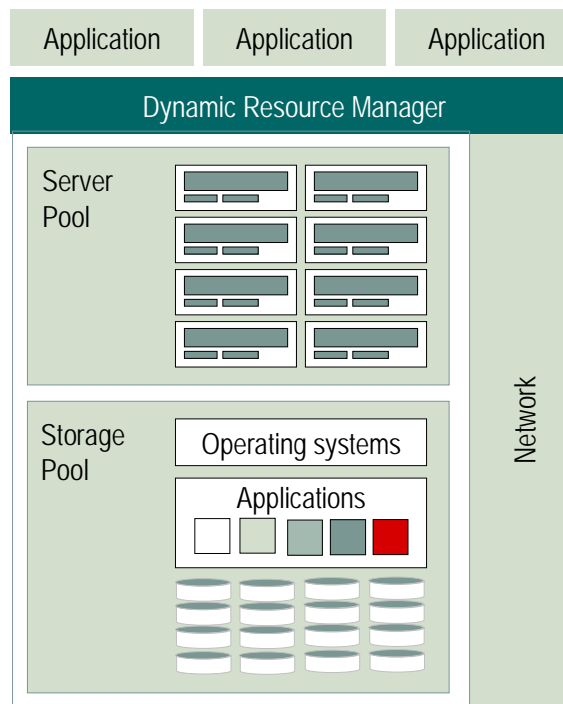 Application Application Application
Dynamic Resource Manager
Server
Pool
Storage
Pool
Operating systems
Applications
Network